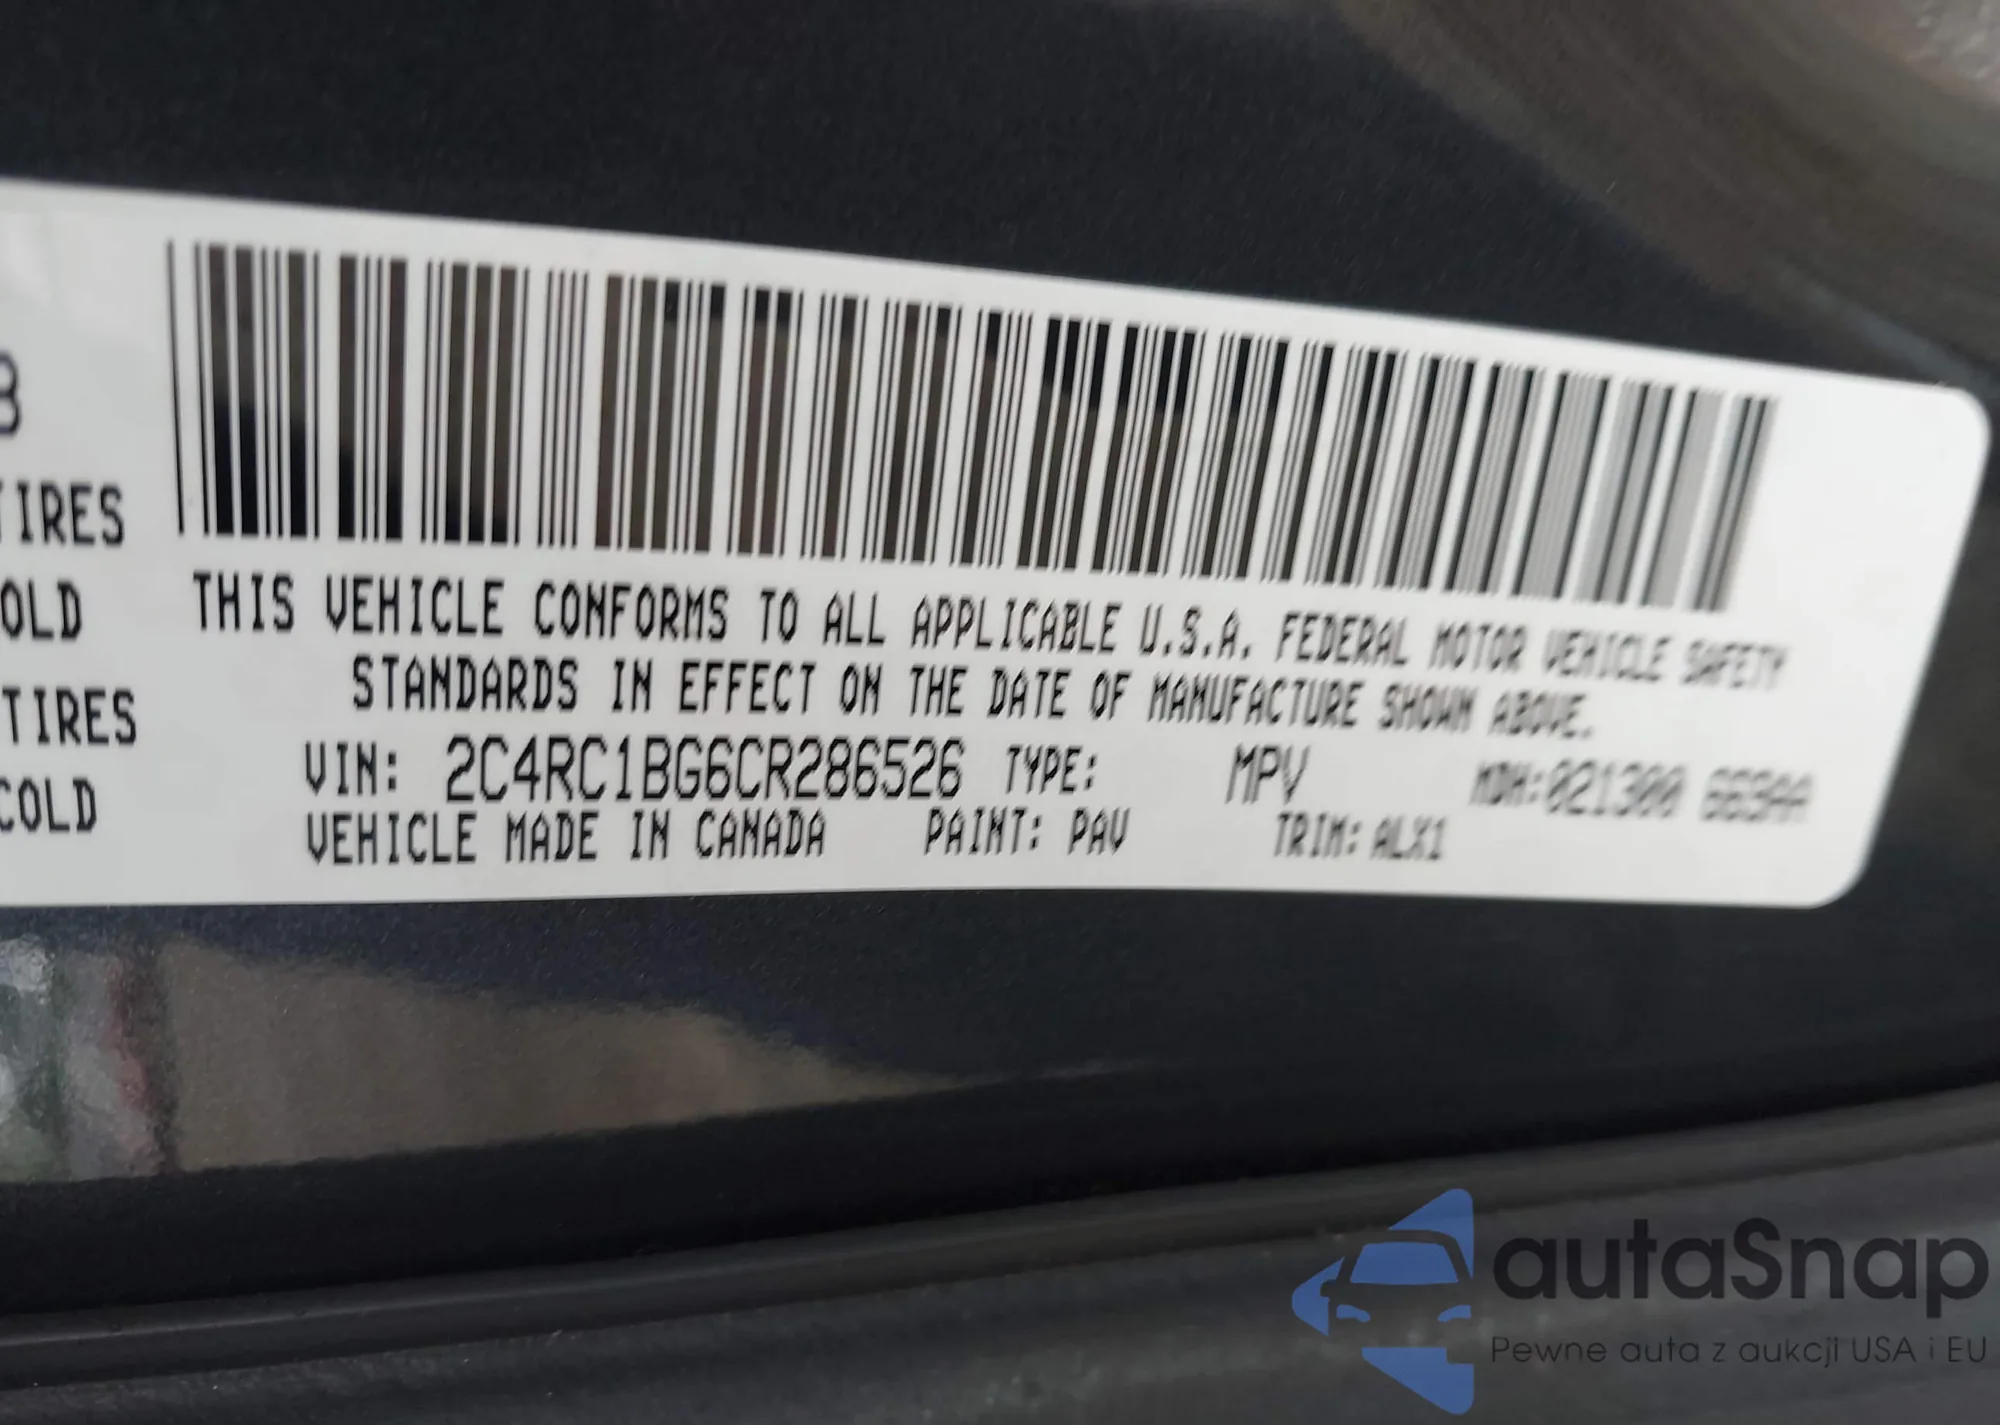 B
TIRES
OLD
TIRES
COLD
THIS VEHICLE CONFORMS TO ALL APPLICABLE U.S.A. FEDERAL MOTOR VEHICLE SAFETY
STANDARDS IN EFFECT ON THE DATE OF MANUFACTURE SHOWN ABOVE.
VIN: 2C4RC1BG6CR286526 TYPE: MPV MDH:021300 663AA
VEHICLE MADE IN CANADA PAINT: PAV TRIM: ALX1
autaSnap
Pewne auta z aukcji USA i EU